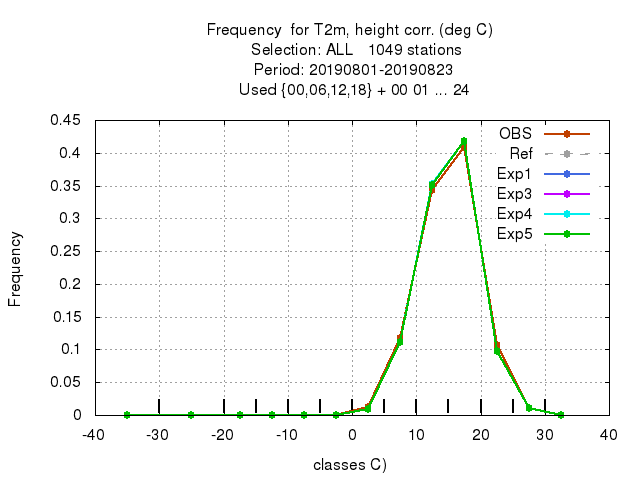 Frequency  for T2m, height corr. (deg C)
Selection: ALL   1049 stations
Period: 20190801-20190823
Used {00,06,12,18} + 00 01 ... 24
OBS
Ref
Exp1
Exp3
Exp4
Exp5
0.45
0.4
0.35
0.3
0.25
0.2
0.15
0.1
0.05
0
Frequency
-40 -30 -20 -10 0 10 20 30 40
classes C)